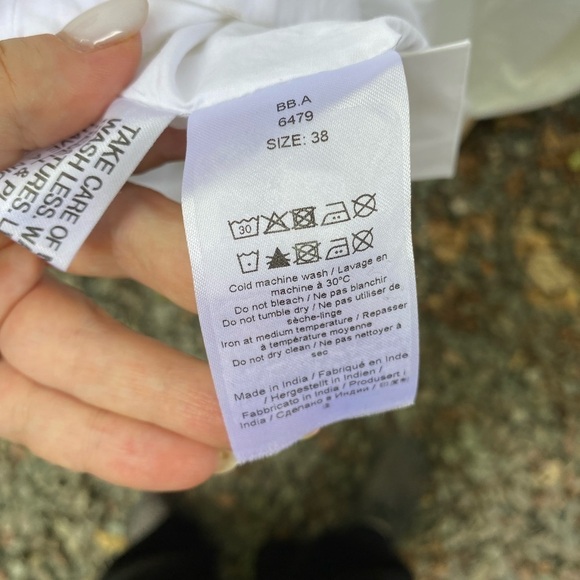 BB.A
6479
SIZE: 38
30
Cold machine wash / Lavage en
machine à 30°C
Do not bleach / Ne pas blanchir
Do not tumble dry / Ne pas utiliser de
sèche-linge
Iron at medium temperature / Repasser
à température moyenne
Do not dry clean / Ne pas nettoyer à
sec
Made in India / Fabriqué en Inde
/ Hergestellt in Indien /
Fabbricato in India / Produsert i
India / Сделано в Индии /
TAKE CARE OF
WASH LESS, WA